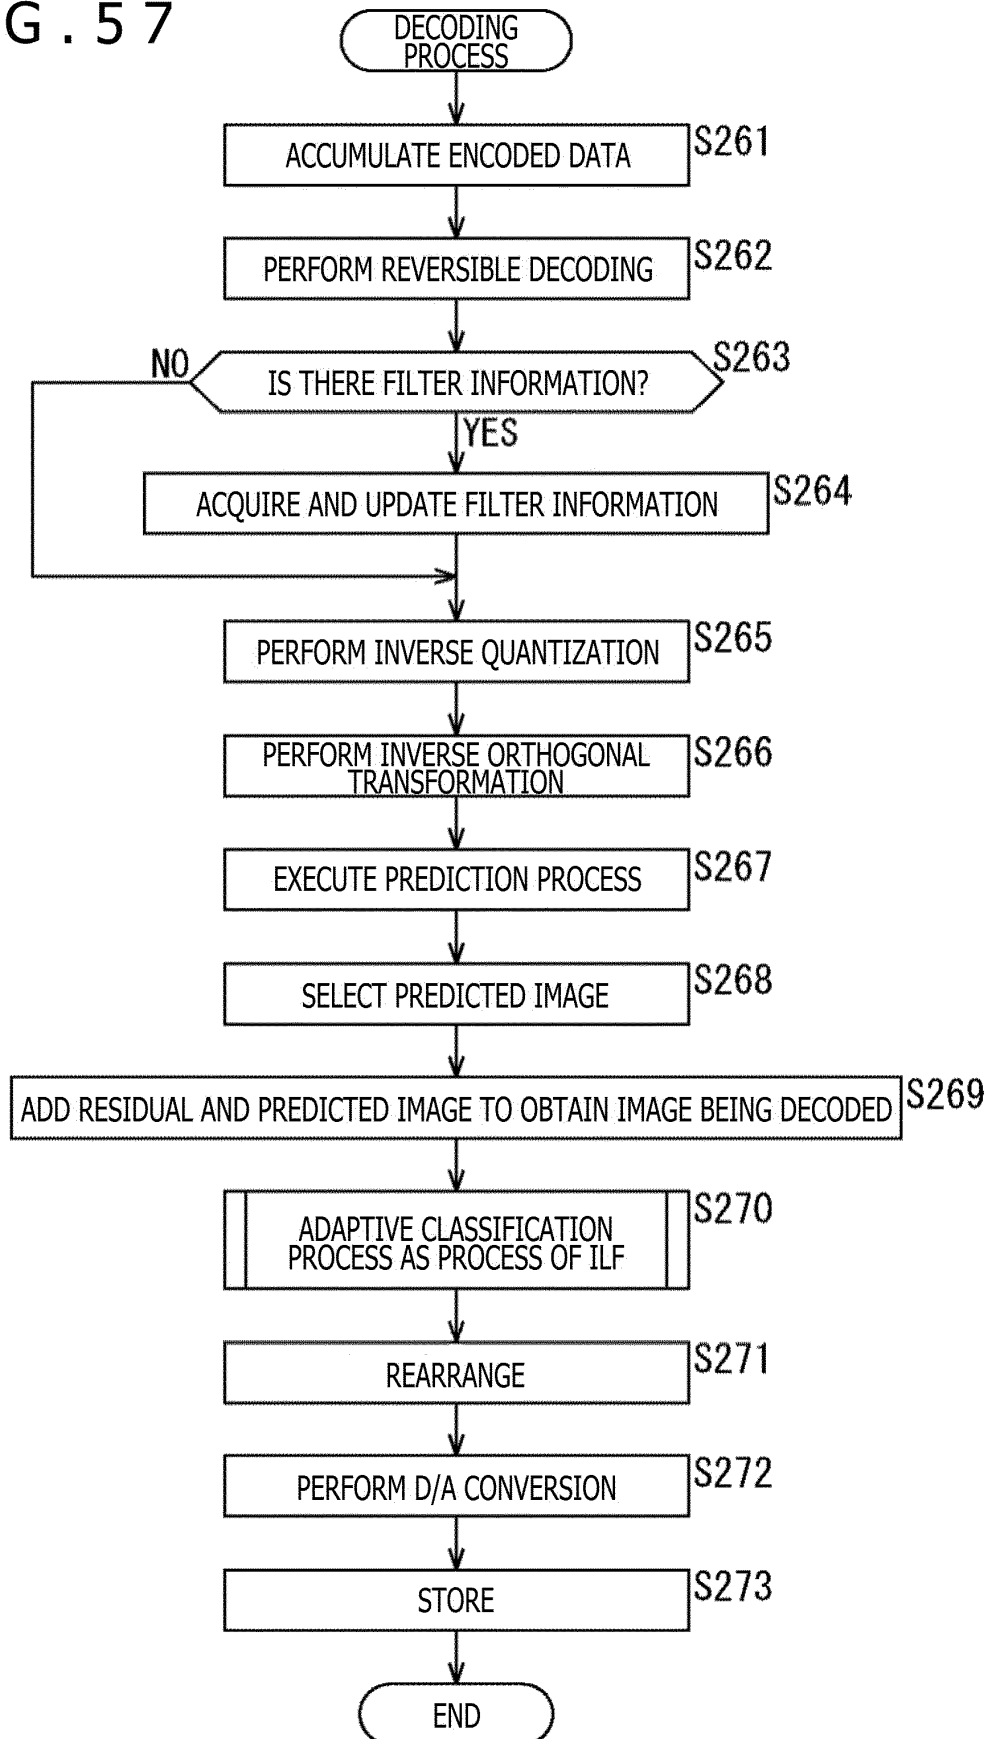 G.57
DECODING
PROCESS
S261
ACCUMULATE ENCODED DATA
S262
PERFORM REVERSIBLE DECODING
S263
NO
IS THERE FILTER INFORMATION?
YES
S264
ACQUIRE AND UPDATE FILTER INFORMATION
S265
PERFORM INVERSE QUANTIZATION
S266
PERFORM INVERSE ORTHOGONAL
TRANSFORMATION
S267
EXECUTE PREDICTION PROCESS
S268
SELECT PREDICTED IMAGE
S269
ADD RESIDUAL AND PREDICTED IMAGE TO OBTAIN IMAGE BEING DECODED
S270
ADAPTIVE CLASSIFICATION
PROCESS AS PROCESS OF ILF
S271
REARRANGE
S272
PERFORM D/A CONVERSION
S273
STORE
END